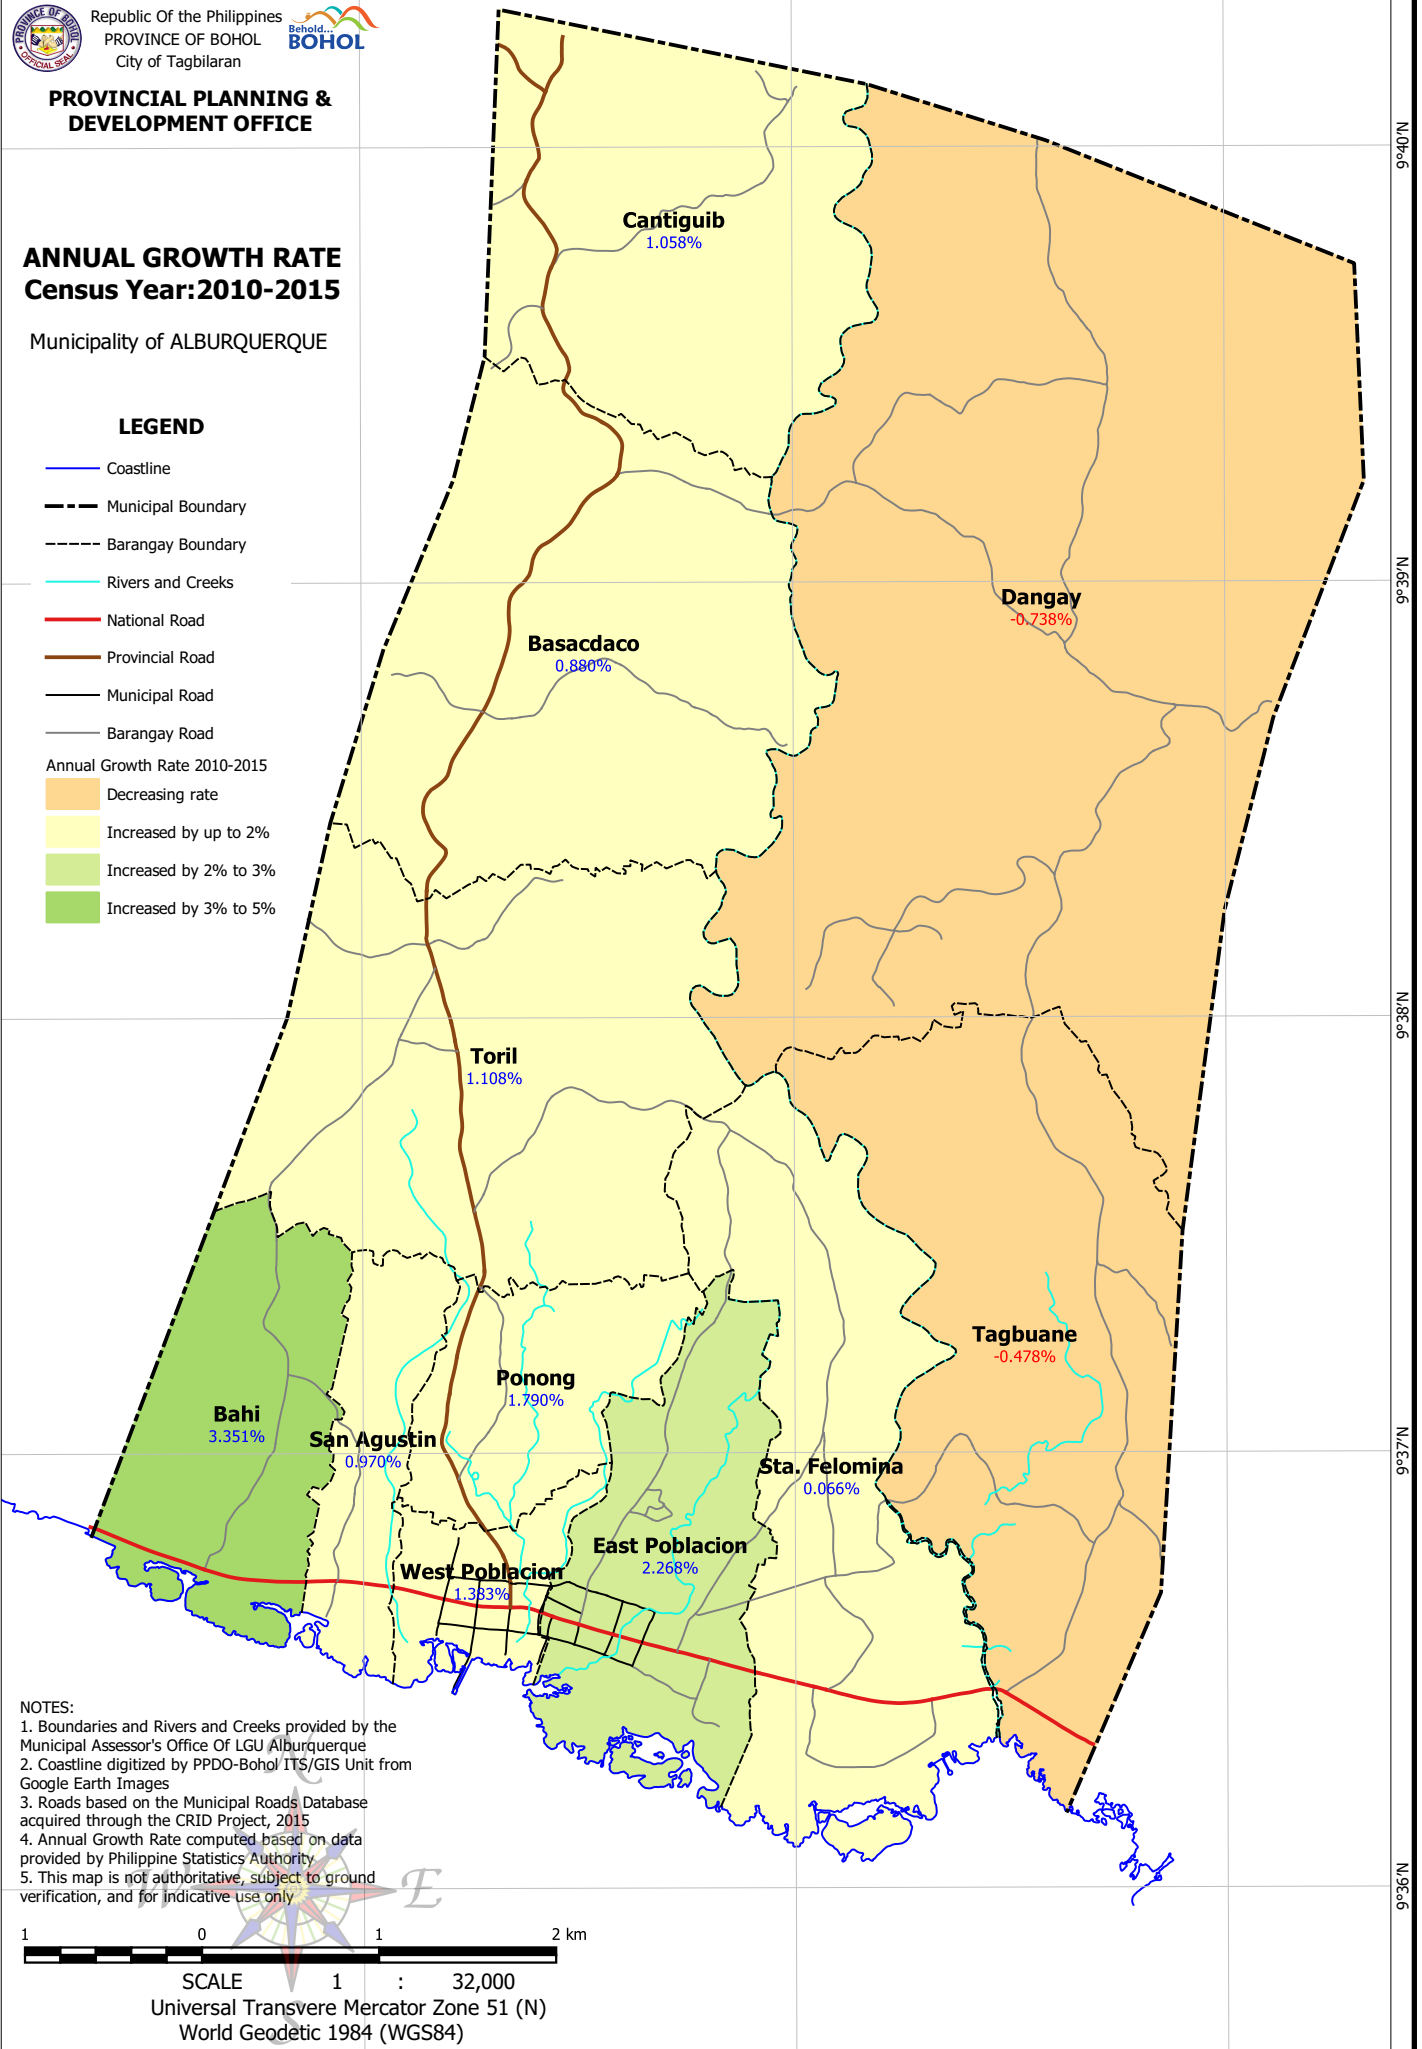 Republic Of the Philippines
PROVINCE OF BOHOL
City of Tagbilaran
PROVINCE OF BOHOL
OFFICIAL SEAL
Behold...
BOHOL
PROVINCIAL PLANNING &
DEVELOPMENT OFFICE
ANNUAL GROWTH RATE
Census Year:2010-2015
Municipality of ALBURQUERQUE
LEGEND
Coastline
Municipal Boundary
Barangay Boundary
Rivers and Creeks
National Road
Provincial Road
Municipal Road
Barangay Road
Annual Growth Rate 2010-2015
Decreasing rate
Increased by up to 2%
Increased by 2% to 3%
Increased by 3% to 5%
Cantiguib
1.058%
Dangay
-0.738%
Basacdaco
0.880%
Toril
1.108%
Tagbuane
-0.478%
Ponong
1.790%
Bahi
3.351%
San Agustin
0.970%
Sta. Felomina
0.066%
East Poblacion
2.268%
West Poblacion
1.383%
9°40'N
9°39'N
9°38'N
9°37'N
9°36'N
NOTES:
1. Boundaries and Rivers and Creeks provided by the
Municipal Assessor's Office Of LGU Alburquerque
2. Coastline digitized by PPDO-Bohol ITS/GIS Unit from
Google Earth Images
3. Roads based on the Municipal Roads Database
acquired through the CRID Project, 2015
4. Annual Growth Rate computed based on data
provided by Philippine Statistics Authority
5. This map is not authoritative, subject to ground
verification, and for indicative use only
N
W
E
S
1 0 1 2 km
SCALE 1 : 32,000
Universal Transvere Mercator Zone 51 (N)
World Geodetic 1984 (WGS84)